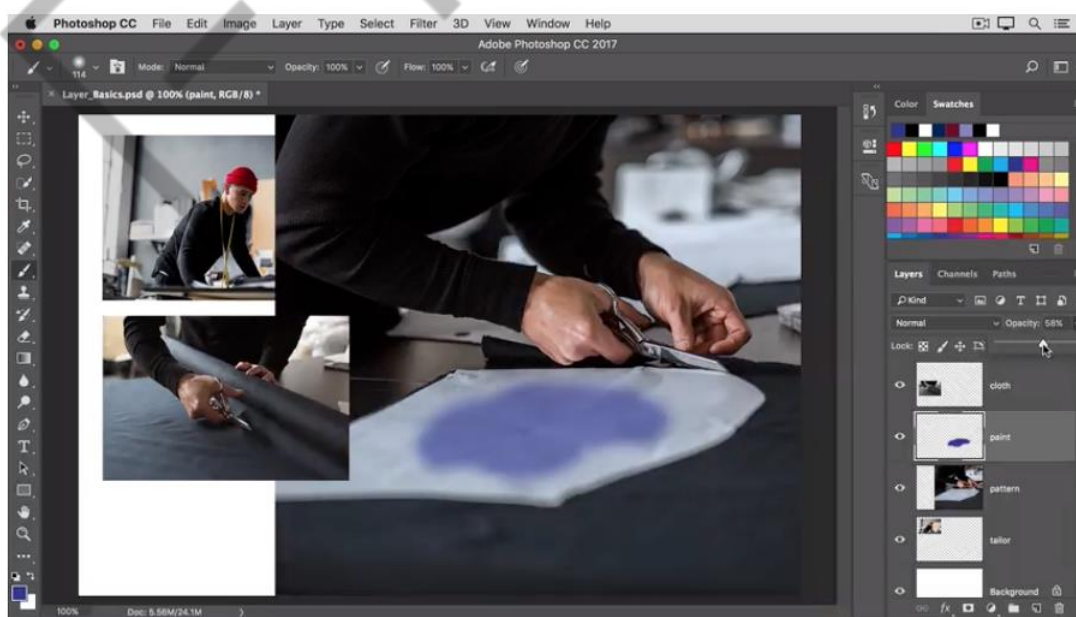 Photoshop CC File Edit Image Layer Type Select Filter 3D View Window Help
Adobe Photoshop CC 2017
114 Mode: Normal Opacity: 100% Flow: 100%
× Layer_Basics.psd @ 100% (paint, RGB/8) *
Color Swatches
Layers Channels Paths
Kind
Normal Opacity: 58%
Lock:
cloth
paint
pattern
tailor
Background
100% Doc: 5.56M/24.1M